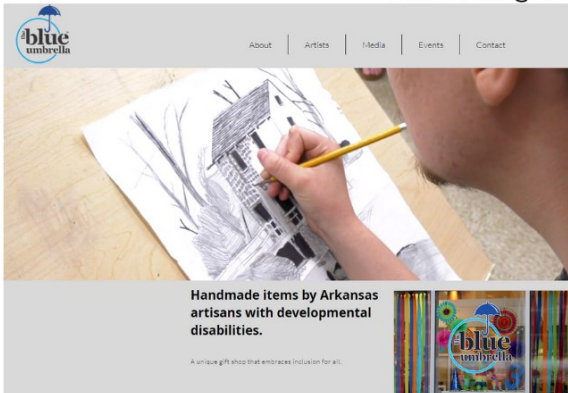 the
blue
umbrella
About
Artists
Media
Events
Contact
Handmade items by Arkansas
artisans with developmental
disabilities.
A unique gift shop that embraces inclusion for all.
the
blue
umbrella